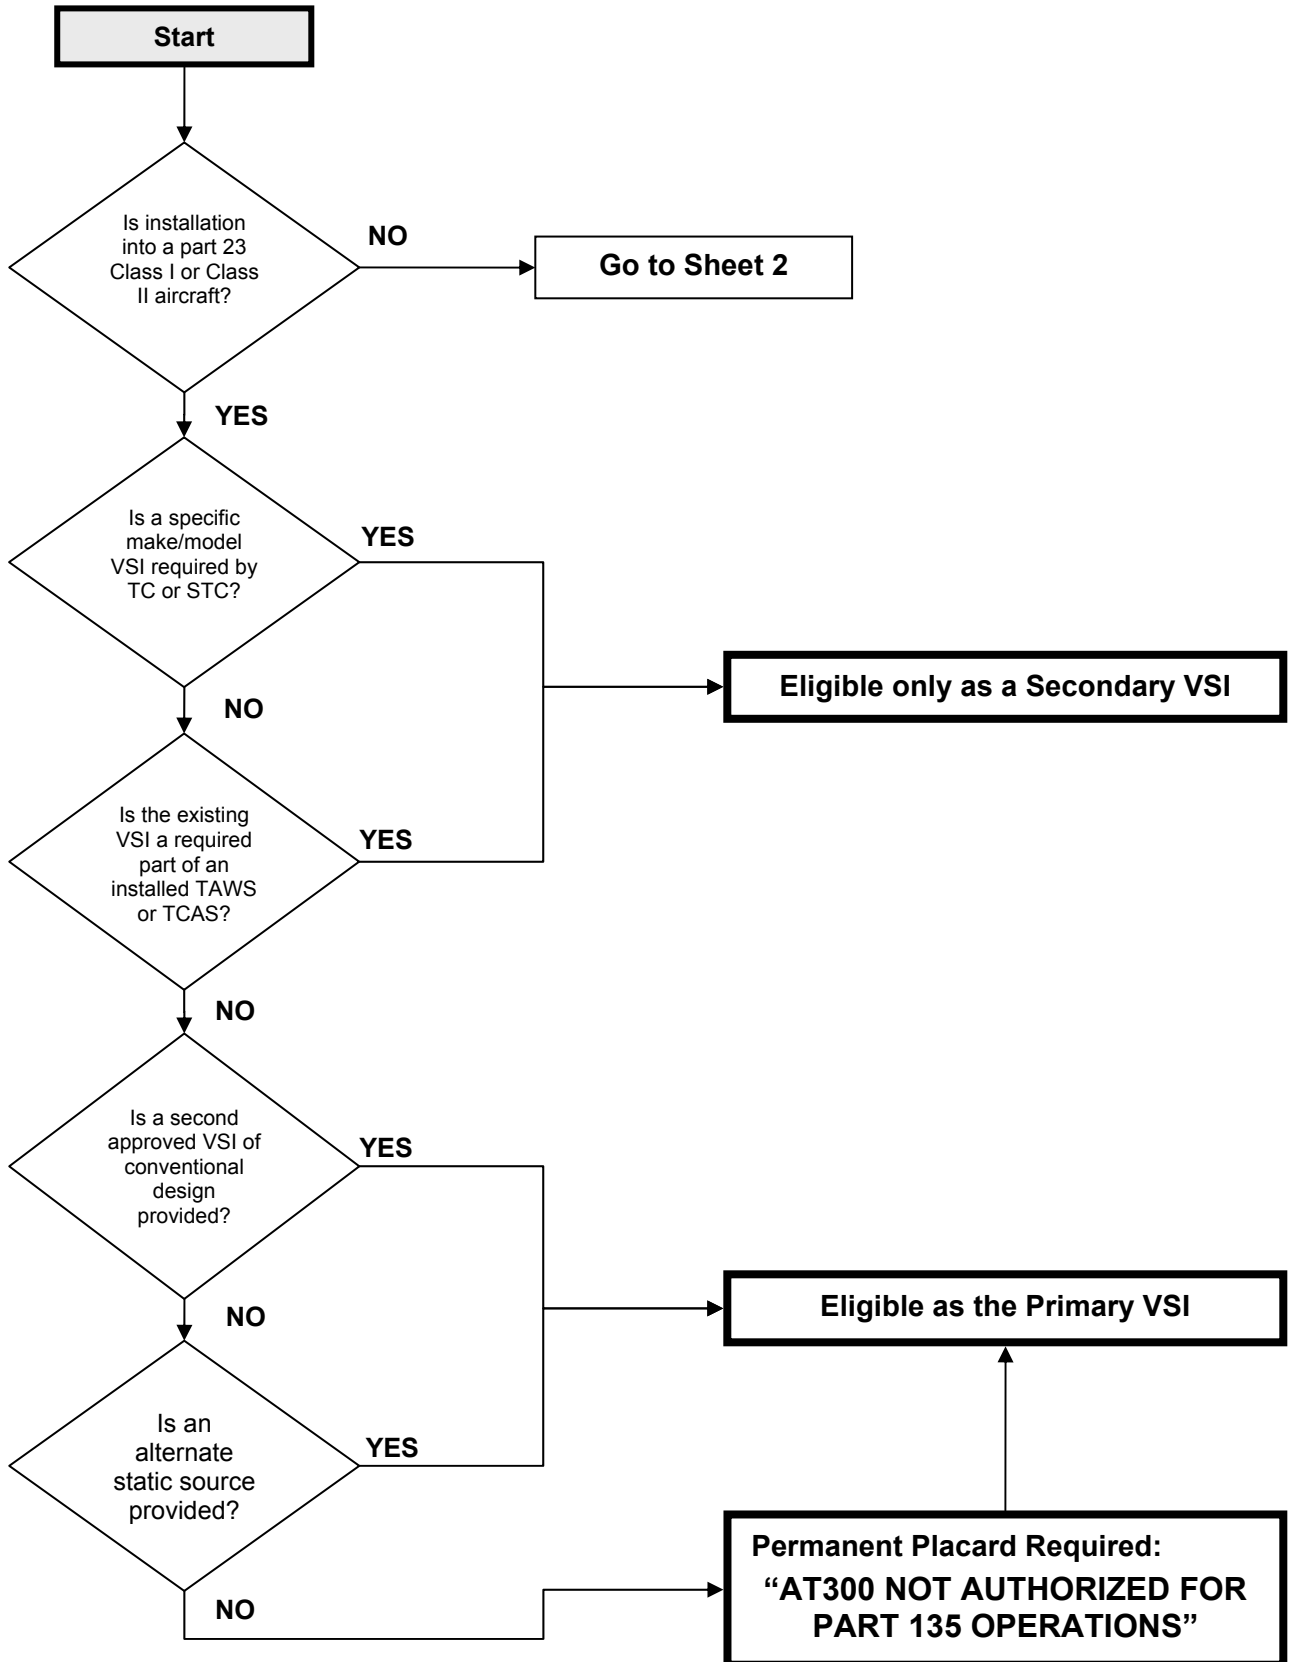 Start
Is installation
into a part 23
Class I or Class
II aircraft?
NO
Go to Sheet 2
YES
Is a specific
make/model
VSI required by
TC or STC?
YES
Eligible only as a Secondary VSI
NO
Is the existing
VSI a required
part of an
installed TAWS
or TCAS?
YES
NO
Is a second
approved VSI of
conventional
design
provided?
YES
Eligible as the Primary VSI
NO
Is an
alternate
static source
provided?
YES
Permanent Placard Required:
“AT300 NOT AUTHORIZED FOR
PART 135 OPERATIONS”
NO